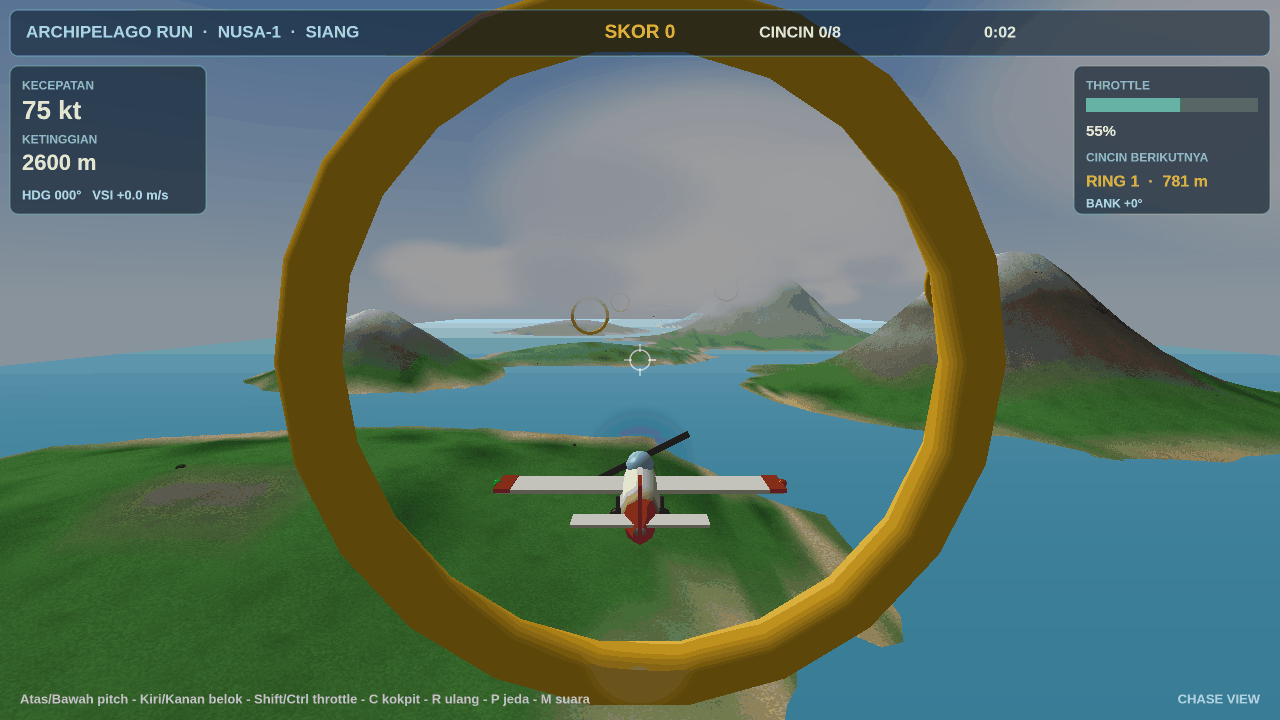 ARCHIPELAGO RUN · NUSA-1 · SIANG
SKOR 0
CINCIN 0/8
0:02
KECEPATAN
75 kt
KETINGGIAN
2600 m
HDG 000° VSI +0.0 m/s
THROTTLE
55%
CINCIN BERIKUTNYA
RING 1 · 781 m
BANK +0°
Atas/Bawah pitch - Kiri/Kanan belok - Shift/Ctrl throttle - C kokpit - R ulang - P jeda - M suara
CHASE VIEW